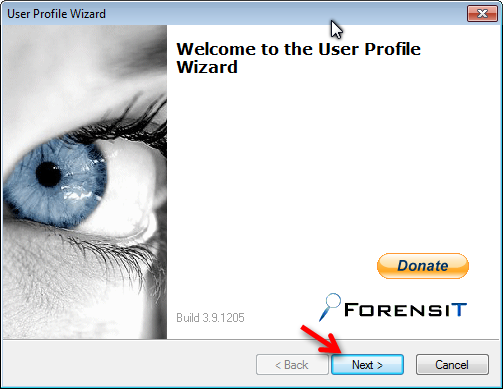 User Profile Wizard
Welcome to the User Profile
Wizard
Donate
Build 3.9.1205
ForensiT
< Back
Next >
Cancel